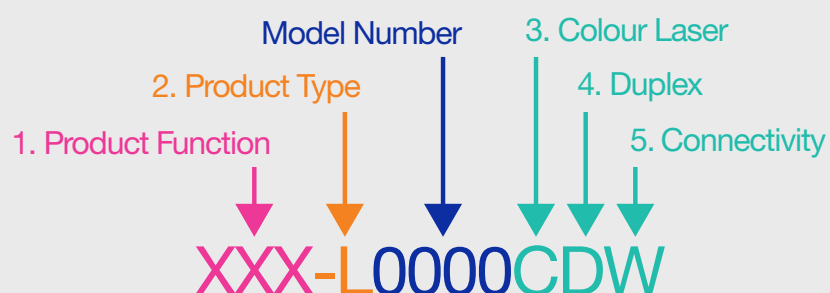 Model Number
3. Colour Laser
2. Product Type
4. Duplex
1. Product Function
5. Connectivity
XXX-L0000CDW